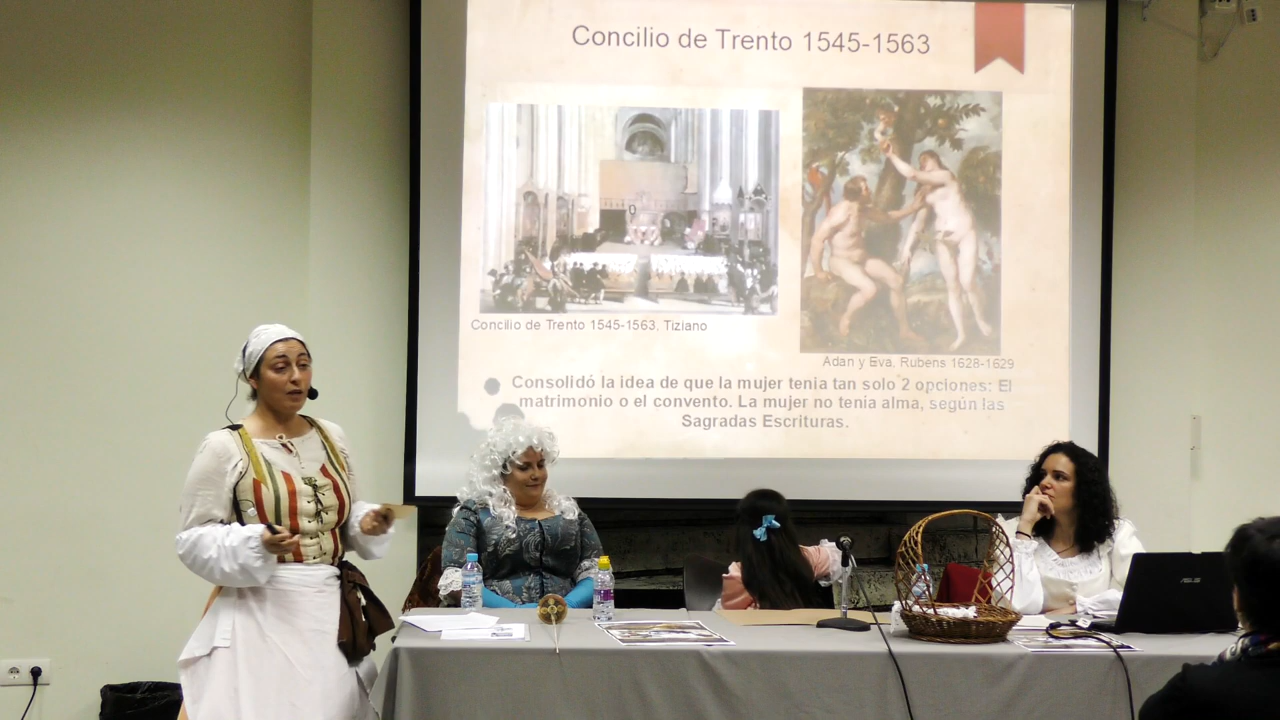 Concilio de Trento 1545-1563
Concilio de Trento 1545-1563, Tiziano
Adan y Eva. Rubens 1628-1629
Consolidó la idea de que la mujer tenia tan solo 2 opciones: El
matrimonio o el convento. La mujer no tenia alma, según las
Sagradas Escrituras.
ASUS